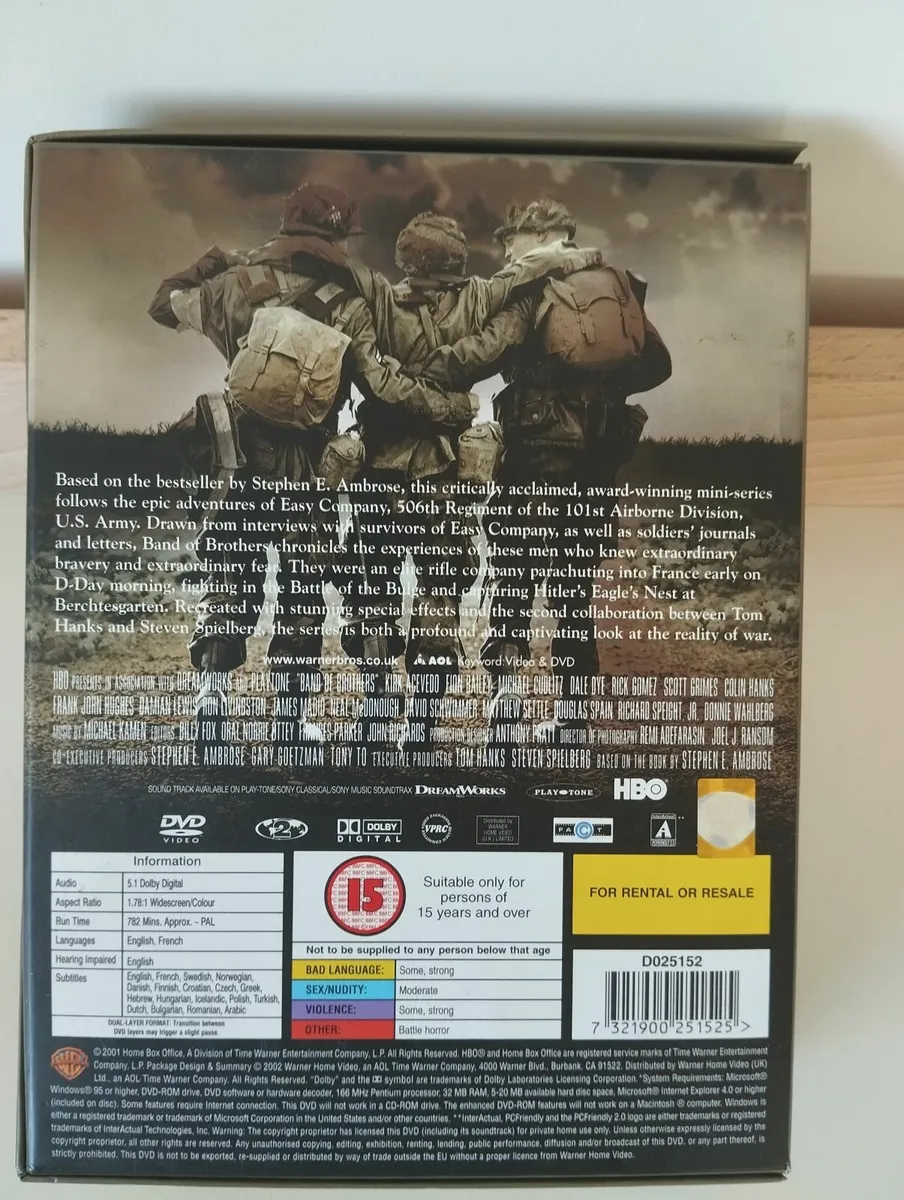 Based on the bestseller by Stephen E. Ambrose, this critically acclaimed, award-winning mini-series
follows the epic adventures of Easy Company, 506th Regiment of the 101st Airborne Division,
U.S. Army. Drawn from interviews with survivors of Easy Company, as well as soldiers' journals
and letters, Band of Brothers chronicles the experiences of these men who knew extraordinary
bravery and extraordinary fear. They were an elite rifle company parachuting into France early on
D-Day morning, fighting in the Battle of the Bulge and capturing Hitler's Eagle's Nest at
Berchtesgarten. Recreated with stunning special effects and the second collaboration between Tom
Hanks and Steven Spielberg, the series is both a profound and captivating look at the reality of war.
www.warnerbros.co.uk AOL Keyword: Video & DVD
HBO PRESENTS IN ASSOCIATION WITH DREAMWORKS AND PLAYTONE "BAND OF BROTHERS" KIRK ACEVEDO EION BAILEY MICHAEL CUDLITZ DALE DYE RICK GOMEZ SCOTT GRIMES COLIN HANKS
FRANK JOHN HUGHES DAMIAN LEWIS RON LIVINGSTON JAMES MADIO NEAL McDONOUGH DAVID SCHWIMMER MATTHEW SETTLE DOUGLAS SPAIN RICHARD SPEIGHT, JR. DONNIE WAHLBERG
MUSIC BY MICHAEL KAMEN EDITORS BILLY FOX ORAL NORRIE OTTEY FRANCES PARKER JOHN RICHARDS PRODUCTION DESIGNER ANTHONY PRATT DIRECTOR OF PHOTOGRAPHY REMI ADEFARASIN, JOEL J. RANSOM
CO-EXECUTIVE PRODUCERS STEPHEN E. AMBROSE GARY GOETZMAN TONY TO EXECUTIVE PRODUCERS TOM HANKS STEVEN SPIELBERG BASED ON THE BOOK BY STEPHEN E. AMBROSE
SOUND TRACK AVAILABLE ON PLAY-TONE/SONY CLASSICAL/SONY MUSIC SOUNDTRAX DREAMWORKS PLAY-TONE HBO
DVD VIDEO 2 DOLBY DIGITAL VPRC Distributed by WARNER HOME VIDEO (U.K.) LIMITED FACT InterActual A PCFRIENDLY 2.0 **
Information
Audio 5.1 Dolby Digital
Aspect Ratio 1.78:1 Widescreen/Colour
Run Time 782 Mins. Approx. - PAL
Languages English, French
Hearing Impaired English
Subtitles English, French, Swedish, Norwegian,
Danish, Finnish, Croatian, Czech, Greek,
Hebrew, Hungarian, Icelandic, Polish, Turkish,
Dutch, Bulgarian, Romanian, Arabic
DUAL-LAYER FORMAT: Transition between
DVD layers may trigger a slight pause.
15
Suitable only for
persons of
15 years and over
Not to be supplied to any person below that age
BAD LANGUAGE: Some, strong
SEX/NUDITY: Moderate
VIOLENCE: Some, strong
OTHER: Battle horror
FOR RENTAL OR RESALE
D025152
7 321900 251525 >
© 2001 Home Box Office, A Division of Time Warner Entertainment Company, L.P. All Rights Reserved. HBO® and Home Box Office are registered service marks of Time Warner Entertainment
Company, L.P. Package Design & Summary © 2002 Warner Home Video, an AOL Time Warner Company, 4000 Warner Blvd., Burbank, CA 91522. Distributed by Warner Home Video (UK)
Ltd., an AOL Time Warner Company. All Rights Reserved. "Dolby" and the DD symbol are trademarks of Dolby Laboratories Licensing Corporation. *System Requirements: Microsoft®
Windows® 95 or higher, DVD-ROM drive, DVD software or hardware decoder, 166 MHz Pentium processor, 32 MB RAM, 5-20 MB available hard disc space, Microsoft® Internet Explorer 4.0 or higher
(included on disc). Some features require Internet connection. This DVD will not work in a CD-ROM drive. The enhanced DVD-ROM features will not work on a Macintosh ® computer. Windows is
either a registered trademark or trademark of Microsoft Corporation in the United States and/or other countries. **InterActual, PCFriendly and the PCFriendly 2.0 logo are either trademarks or registered
trademarks of InterActual Technologies, Inc. Warning: The copyright proprietor has licensed this DVD (including its soundtrack) for private home use only. Unless otherwise expressly licensed by the
copyright proprietor, all other rights are reserved. Any unauthorised copying, editing, exhibition, renting, lending, public performance, diffusion and/or broadcast of this DVD, or any part thereof, is
strictly prohibited. This DVD is not to be exported, re-supplied or distributed by way of trade outside the EU without a proper licence from Warner Home Video.